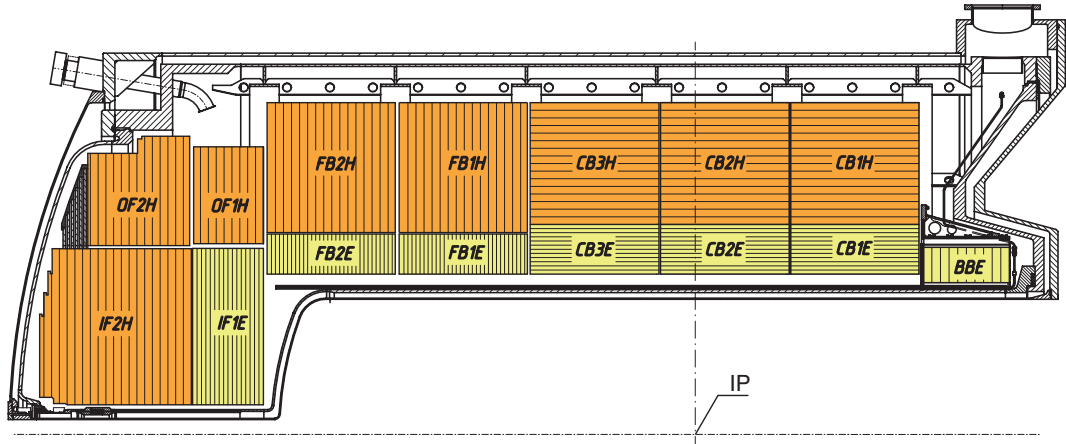 FB2H FB1H CB3H CB2H CB1H
OF2H OF1H
FB2E FB1E CB3E CB2E CB1E
BBE
IF2H IF1E
IP